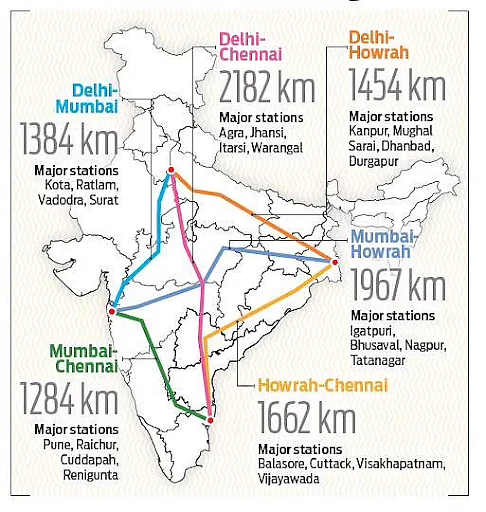 Delhi-
Mumbai
1384 km
Major stations
Kota, Ratlam,
Vadodra, Surat
Delhi-
Chennai
2182 km
Major stations
Agra, Jhansi,
Itarsi, Warangal
Delhi-
Howrah
1454 km
Major stations
Kanpur, Mughal
Sarai, Dhanbad,
Durgapur
Mumbai-
Howrah
1967 km
Major stations
Igatpuri,
Bhusaval, Nagpur,
Tatanagar
Mumbai-
Chennai
1284 km
Major stations
Pune, Raichur,
Cuddapah,
Renigunta
Howrah-Chennai
1662 km
Major stations
Balasore, Cuttack, Visakhapatnam,
Vijayawada